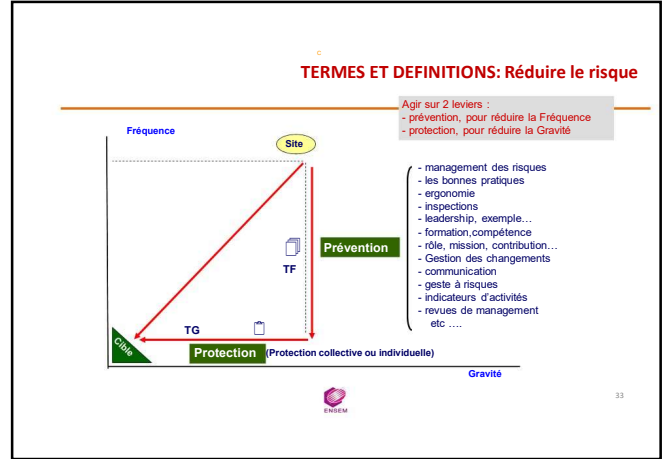 TERMES ET DEFINITIONS: Réduire le risque
Agir sur 2 leviers :
- prévention, pour réduire la Fréquence
- protection, pour réduire la Gravité
Fréquence
Site
- management des risques
- les bonnes pratiques
- ergonomie
- inspections
- leadership, exemple…
- formation,compétence
- rôle, mission, contribution…
- Gestion des changements
- communication
- geste à risques
- indicateurs d'activités
- revues de management
etc ….
Prévention
TF
TG
Cible
Protection (Protection collective ou individuelle)
Gravité
ENSEM
33